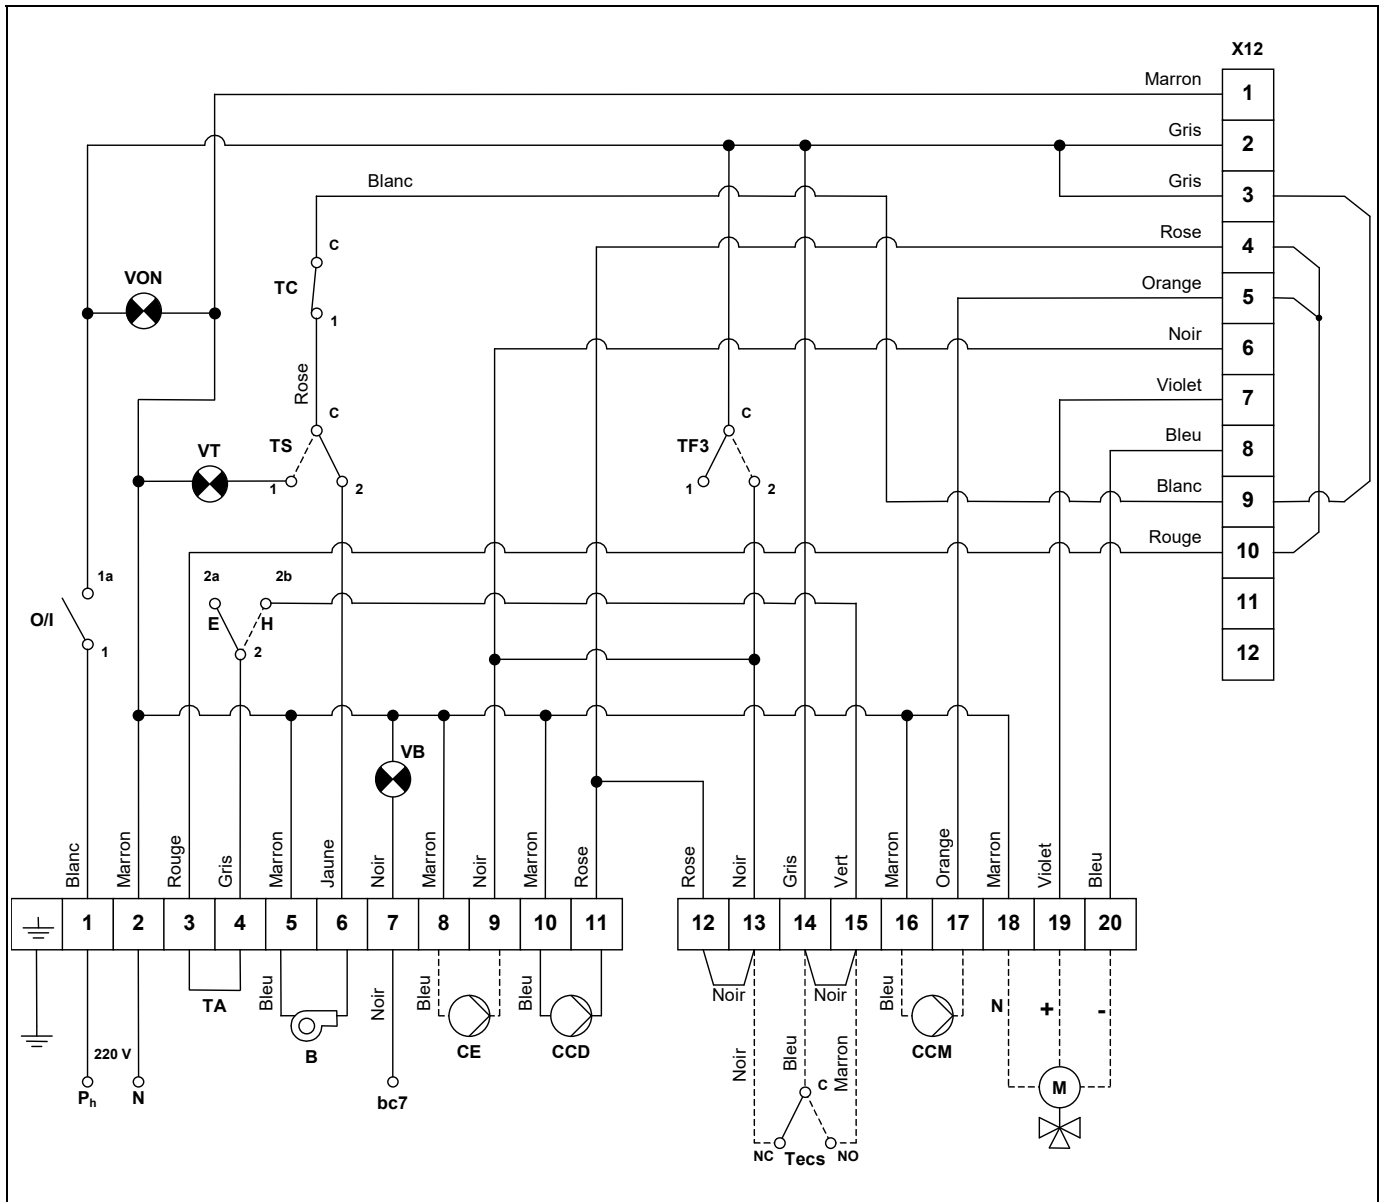 X12
Marron 1
Gris 2
Gris 3
Blanc
Rose 4
C
VON
TC
Orange 5
1
Noir 6
Rose
Violet 7
C
C
Bleu 8
VT
TS
TF3
1
2
1
2
Blanc 9
Rouge 10
1a
2a
2b
11
O/I
E
H
1
2
12
VB
Blanc
Marron
Rouge
Gris
Marron
Jaune
Noir
Marron
Noir
Marron
Rose
Rose
Noir
Gris
Vert
Marron
Orange
Marron
Violet
Bleu
1 2 3 4 5 6 7 8 9 10 11
12 13 14 15 16 17 18 19 20
TA
Bleu
Noir
Bleu
Bleu
Noir
Noir
Bleu
N
+
-
B
CE
CCD
CCM
220 V
Noir
Bleu
Marron
C
M
Ph
N
bc7
NC
Tecs
NO